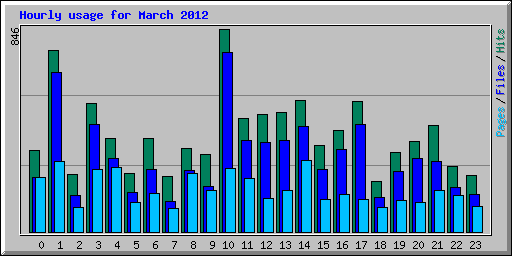 Hourly usage for March 2012
846
Pages/Files/Hits
0 1 2 3 4 5 6 7 8 9 10 11 12 13 14 15 16 17 18 19 20 21 22 23